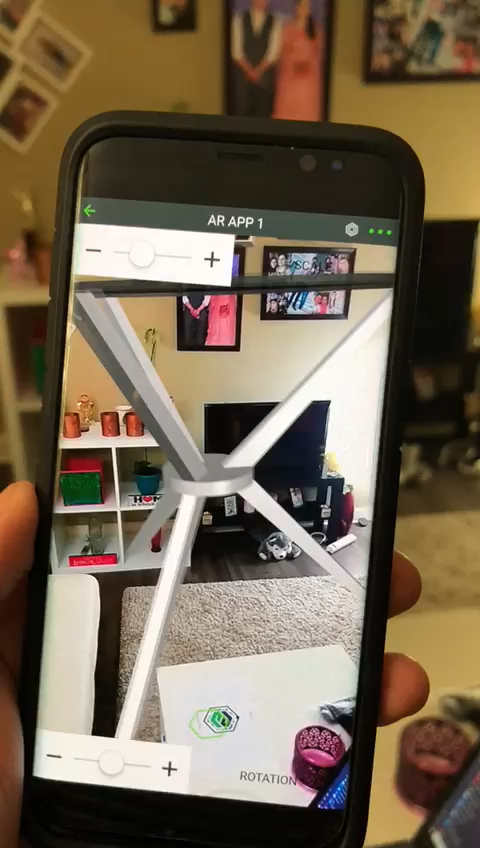 AR APP 1
− +
SCALE
HOME
− +
ROTATION